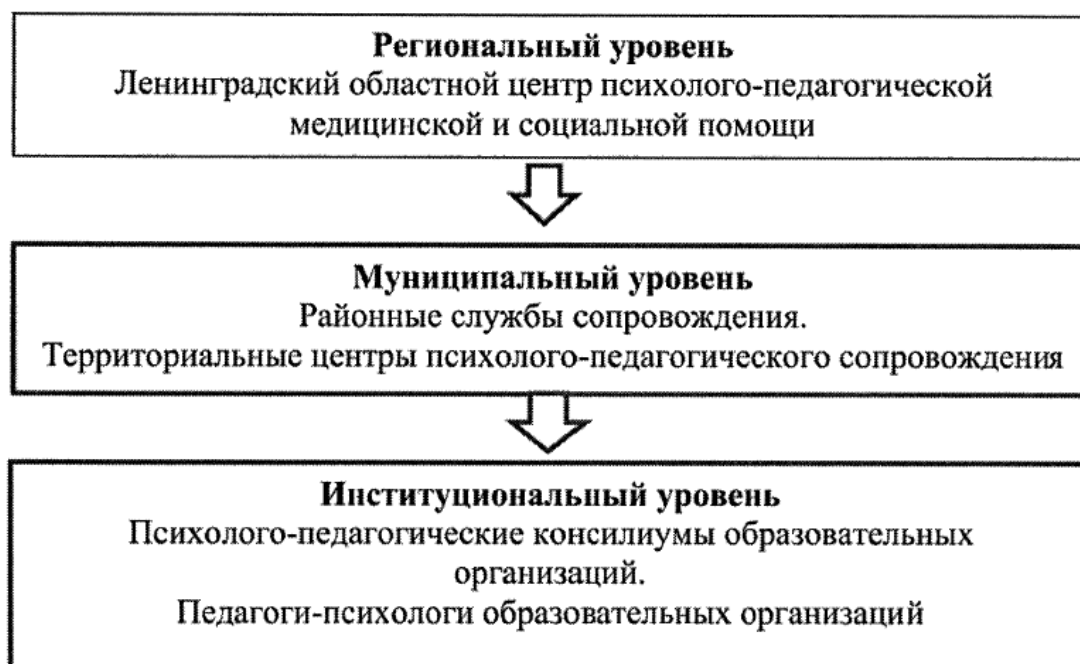 Региональный уровень
Ленинградский областной центр психолого-педагогической
медицинской и социальной помощи
Муниципальный уровень
Районные службы сопровождения.
Территориальные центры психолого-педагогического сопровождения
Институциональный уровень
Психолого-педагогические консилиумы образовательных
организаций.
Педагоги-психологи образовательных организаций